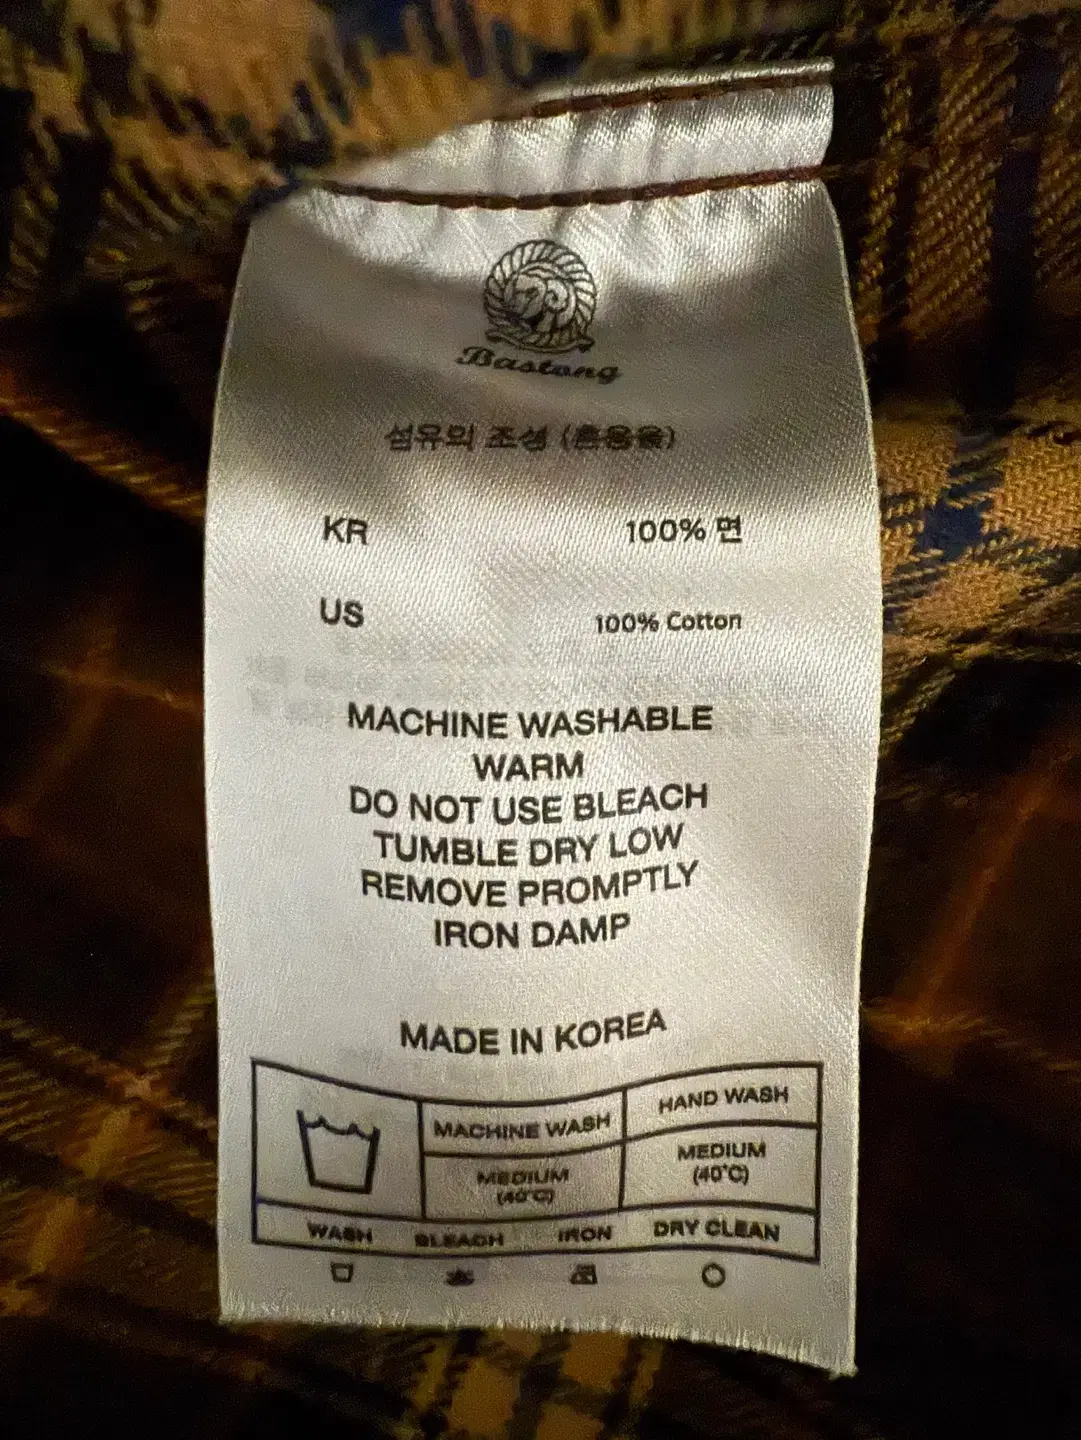 Bastong
섬유의 조성 (혼용율)
KR 100% 면
US 100% Cotton
MACHINE WASHABLE
WARM
DO NOT USE BLEACH
TUMBLE DRY LOW
REMOVE PROMPTLY
IRON DAMP
MADE IN KOREA
MACHINE WASH HAND WASH
MEDIUM MEDIUM
(40°C) (40°C)
WASH BLEACH IRON DRY CLEAN